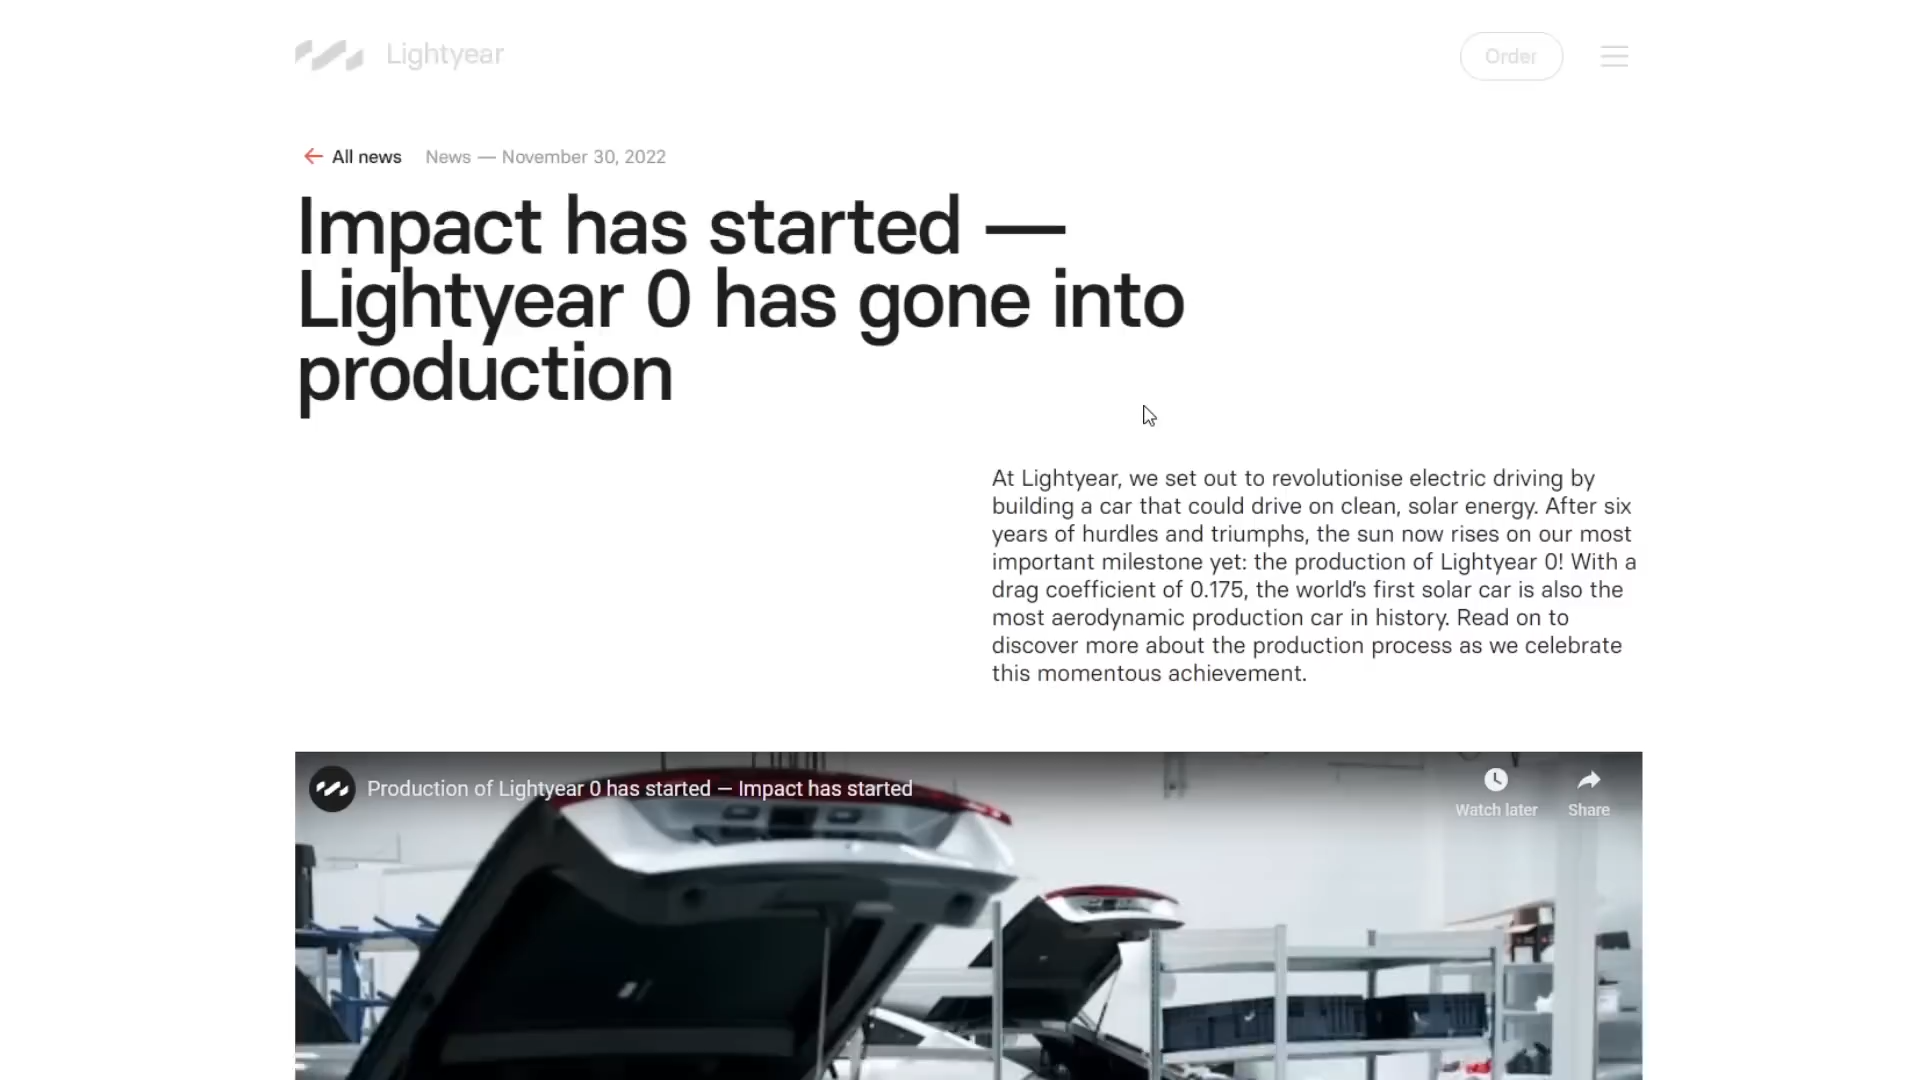 Lightyear
Order
All news News — November 30, 2022
Impact has started —
Lightyear 0 has gone into
production
At Lightyear, we set out to revolutionise electric driving by
building a car that could drive on clean, solar energy. After six
years of hurdles and triumphs, the sun now rises on our most
important milestone yet: the production of Lightyear 0! With a
drag coefficient of 0.175, the world’s first solar car is also the
most aerodynamic production car in history. Read on to
discover more about the production process as we celebrate
this momentous achievement.
Production of Lightyear 0 has started – Impact has started
Watch later
Share